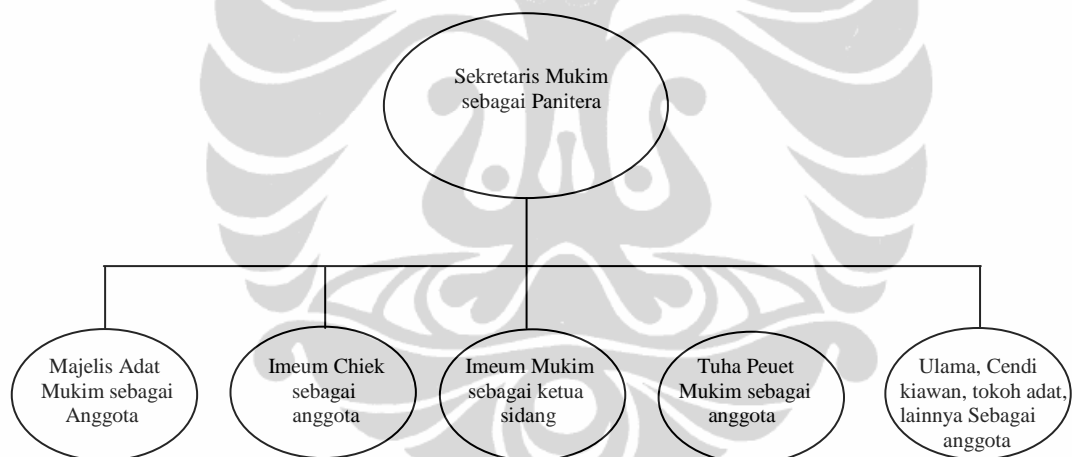 Sekretaris Mukim
sebagai Panitera
Majelis Adat
Mukim sebagai
Anggota
Imeum Chiek
sebagai
anggota
Imeum Mukim
sebagai ketua
sidang
Tuha Peuet
Mukim sebagai
anggota
Ulama, Cendi
kiawan, tokoh adat,
lainnya Sebagai
anggota